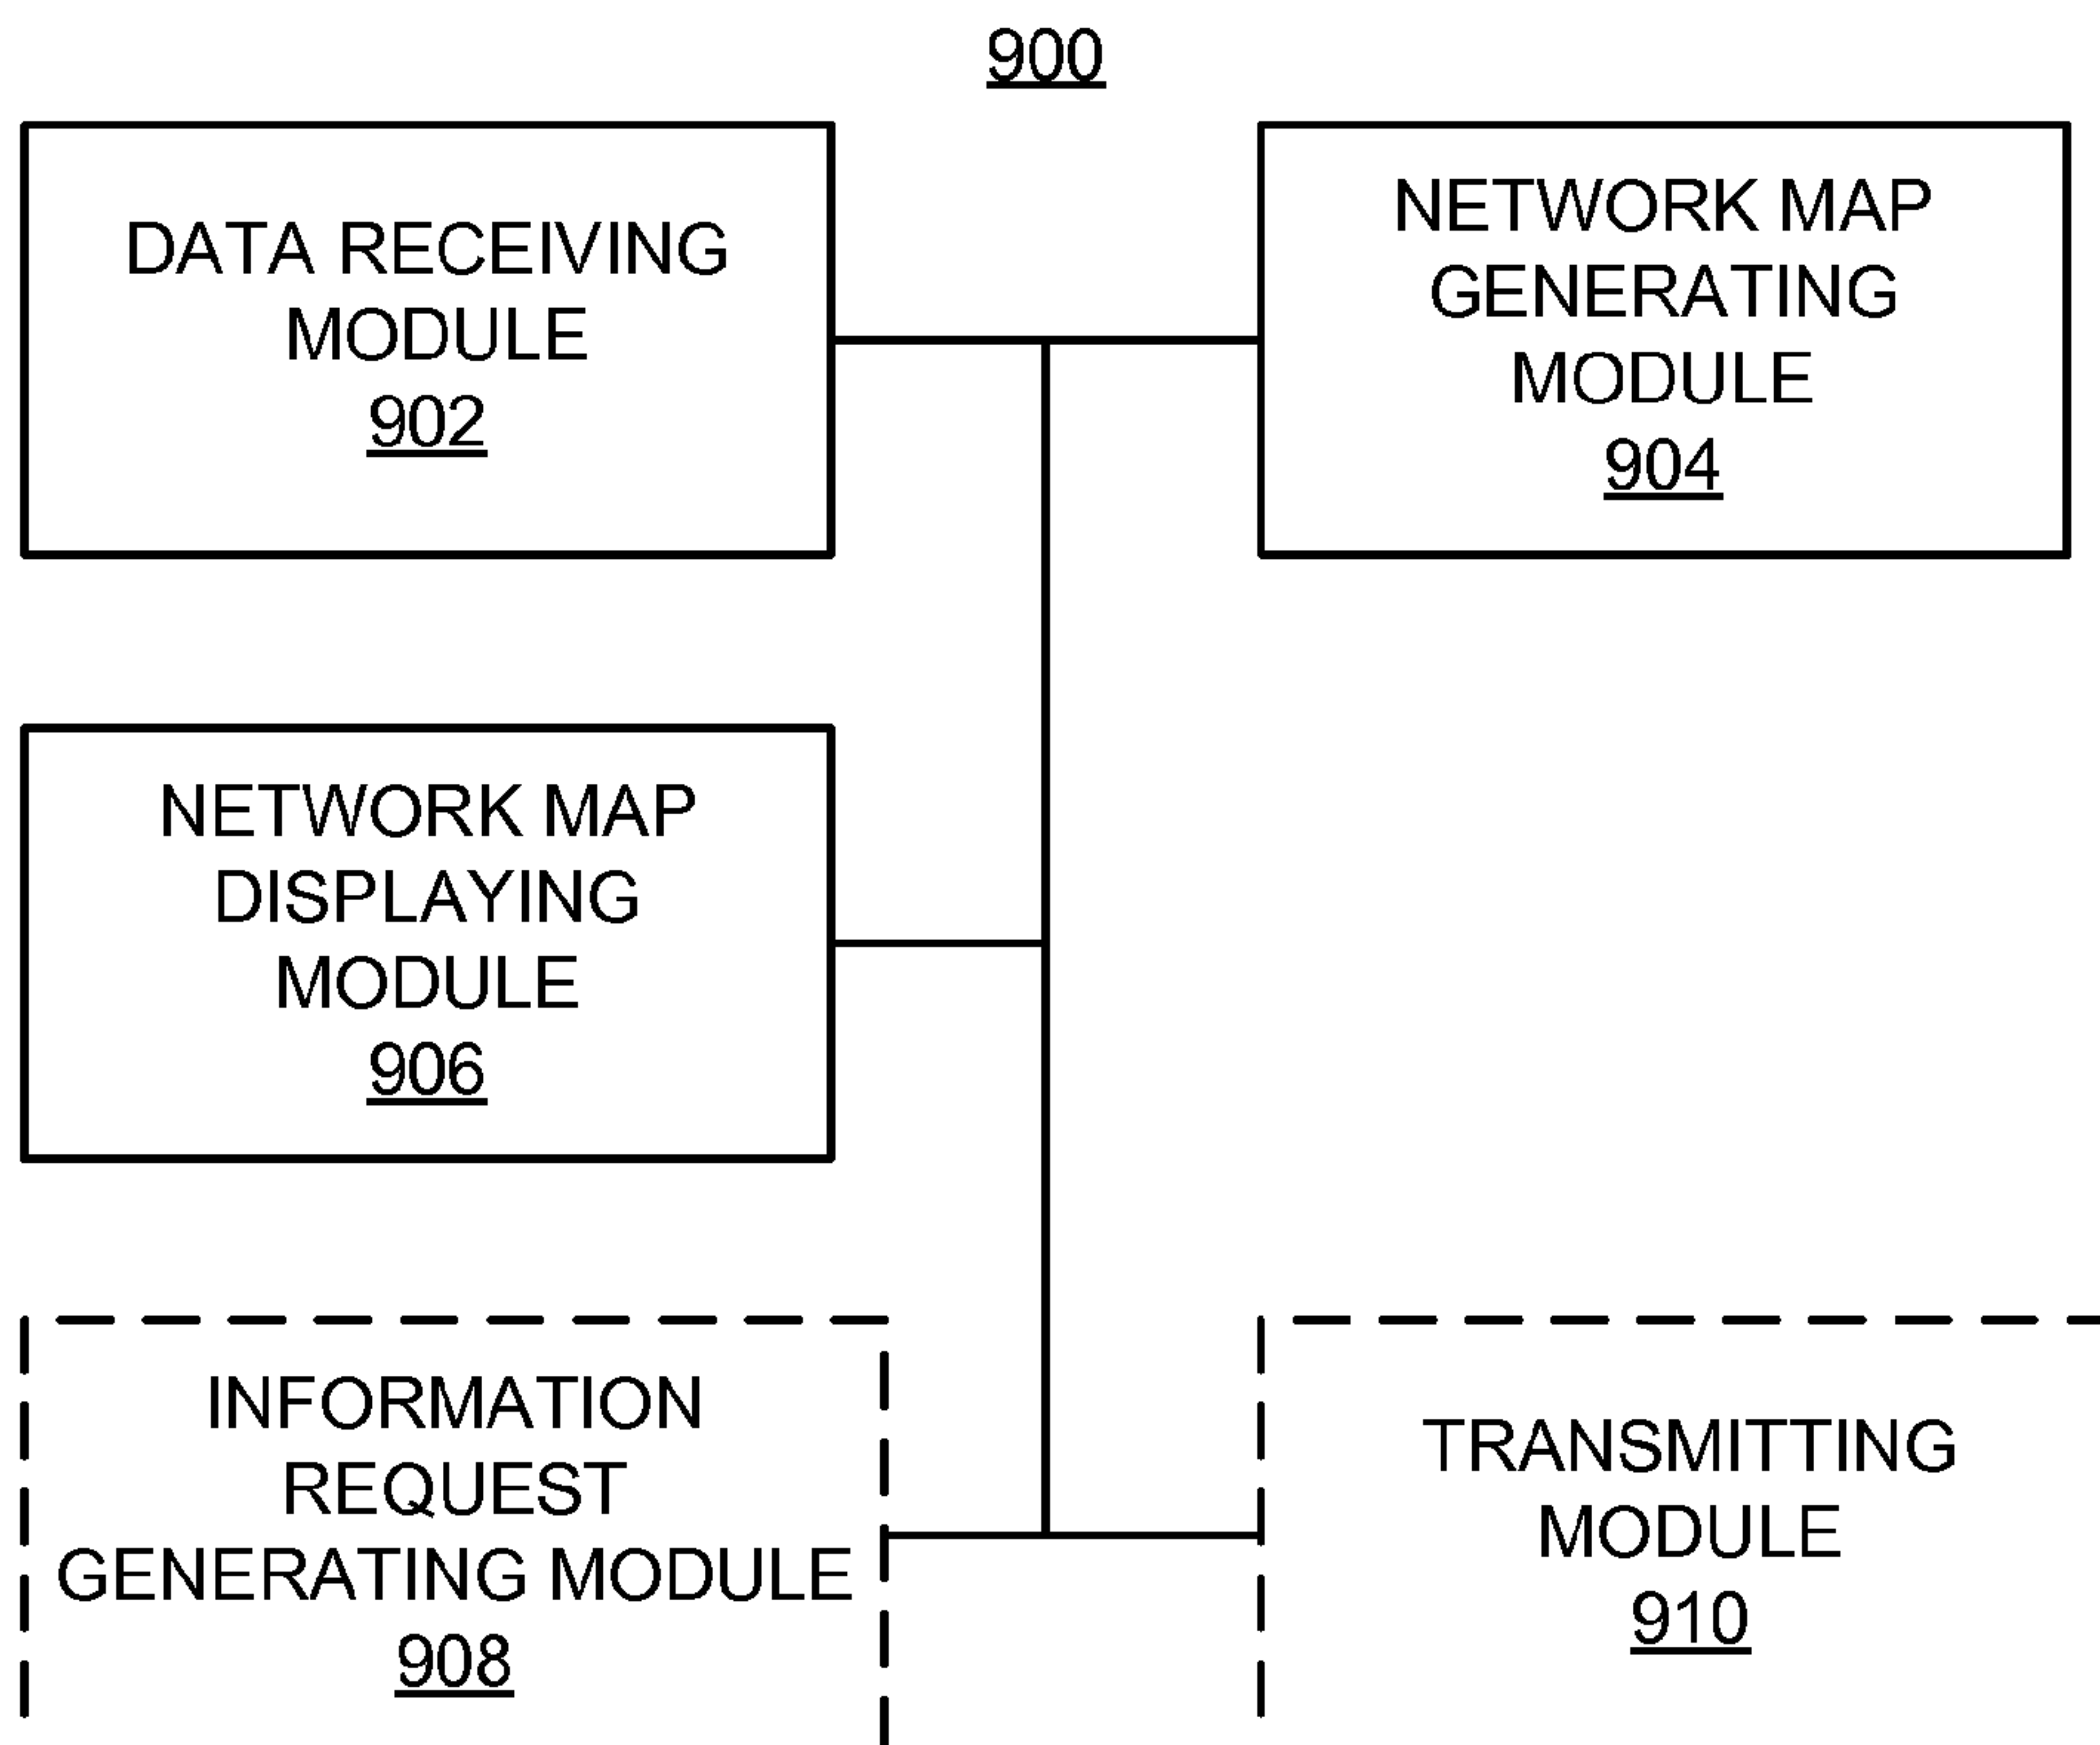 900
DATA RECEIVING
MODULE
902
NETWORK MAP
GENERATING
MODULE
904
NETWORK MAP
DISPLAYING
MODULE
906
INFORMATION
REQUEST
GENERATING MODULE
908
TRANSMITTING
MODULE
910